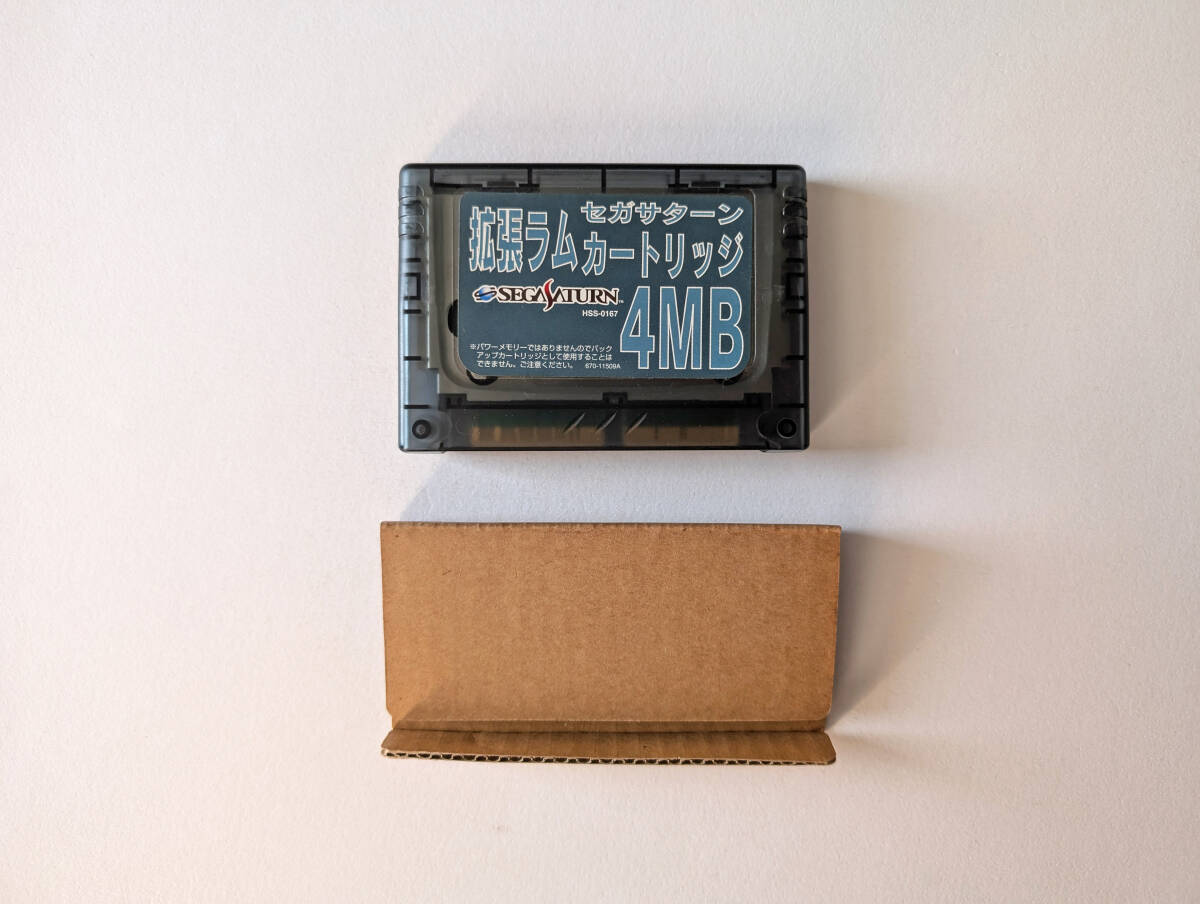 セガサターン
拡張ラムカートリッジ
SEGASATURN™
HSS-0167
4MB
※パワーメモリーではありませんのでバック
アップカートリッジとして使用することは
できません。ご注意ください。 670-11509A